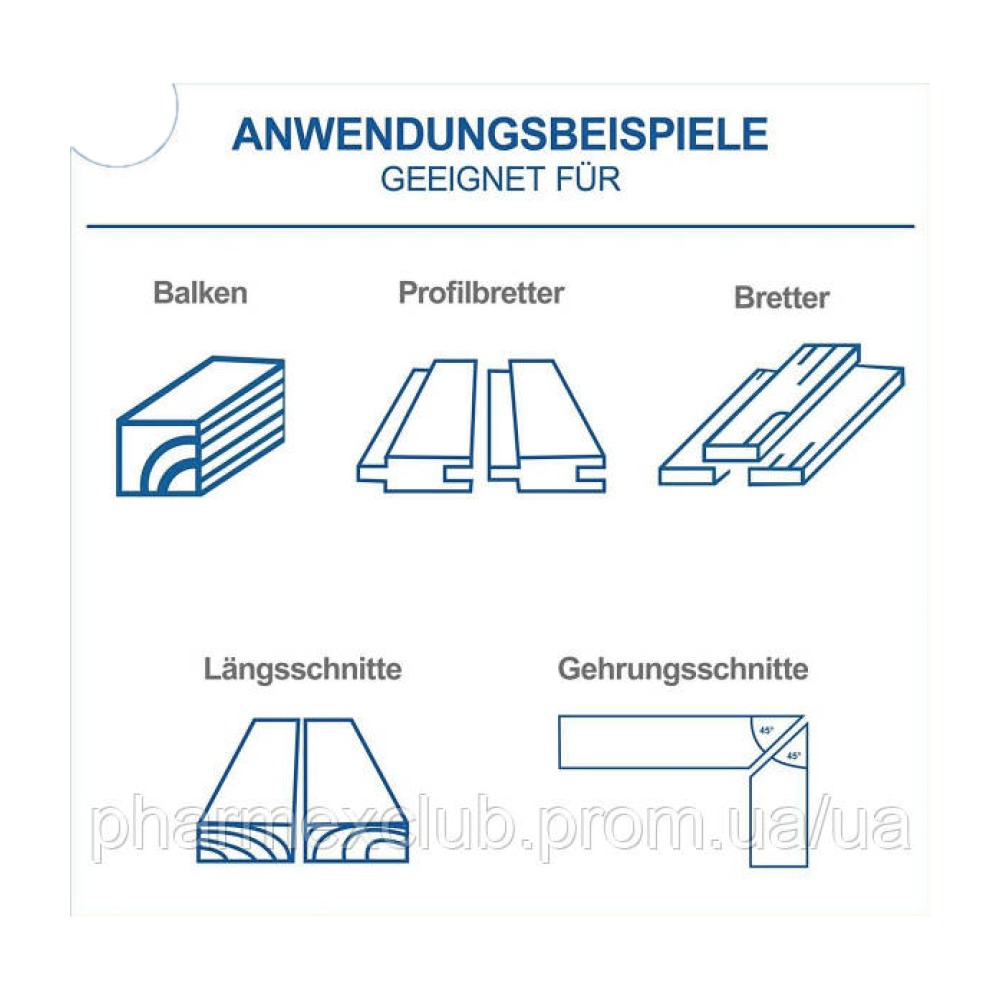 ANWENDUNGSBEISPIELE
GEEIGNET FÜR
Balken
Profilbretter
Bretter
Längsschnitte
Gehrungsschnitte
45°
45°
pharmexclub.prom.ua/ua